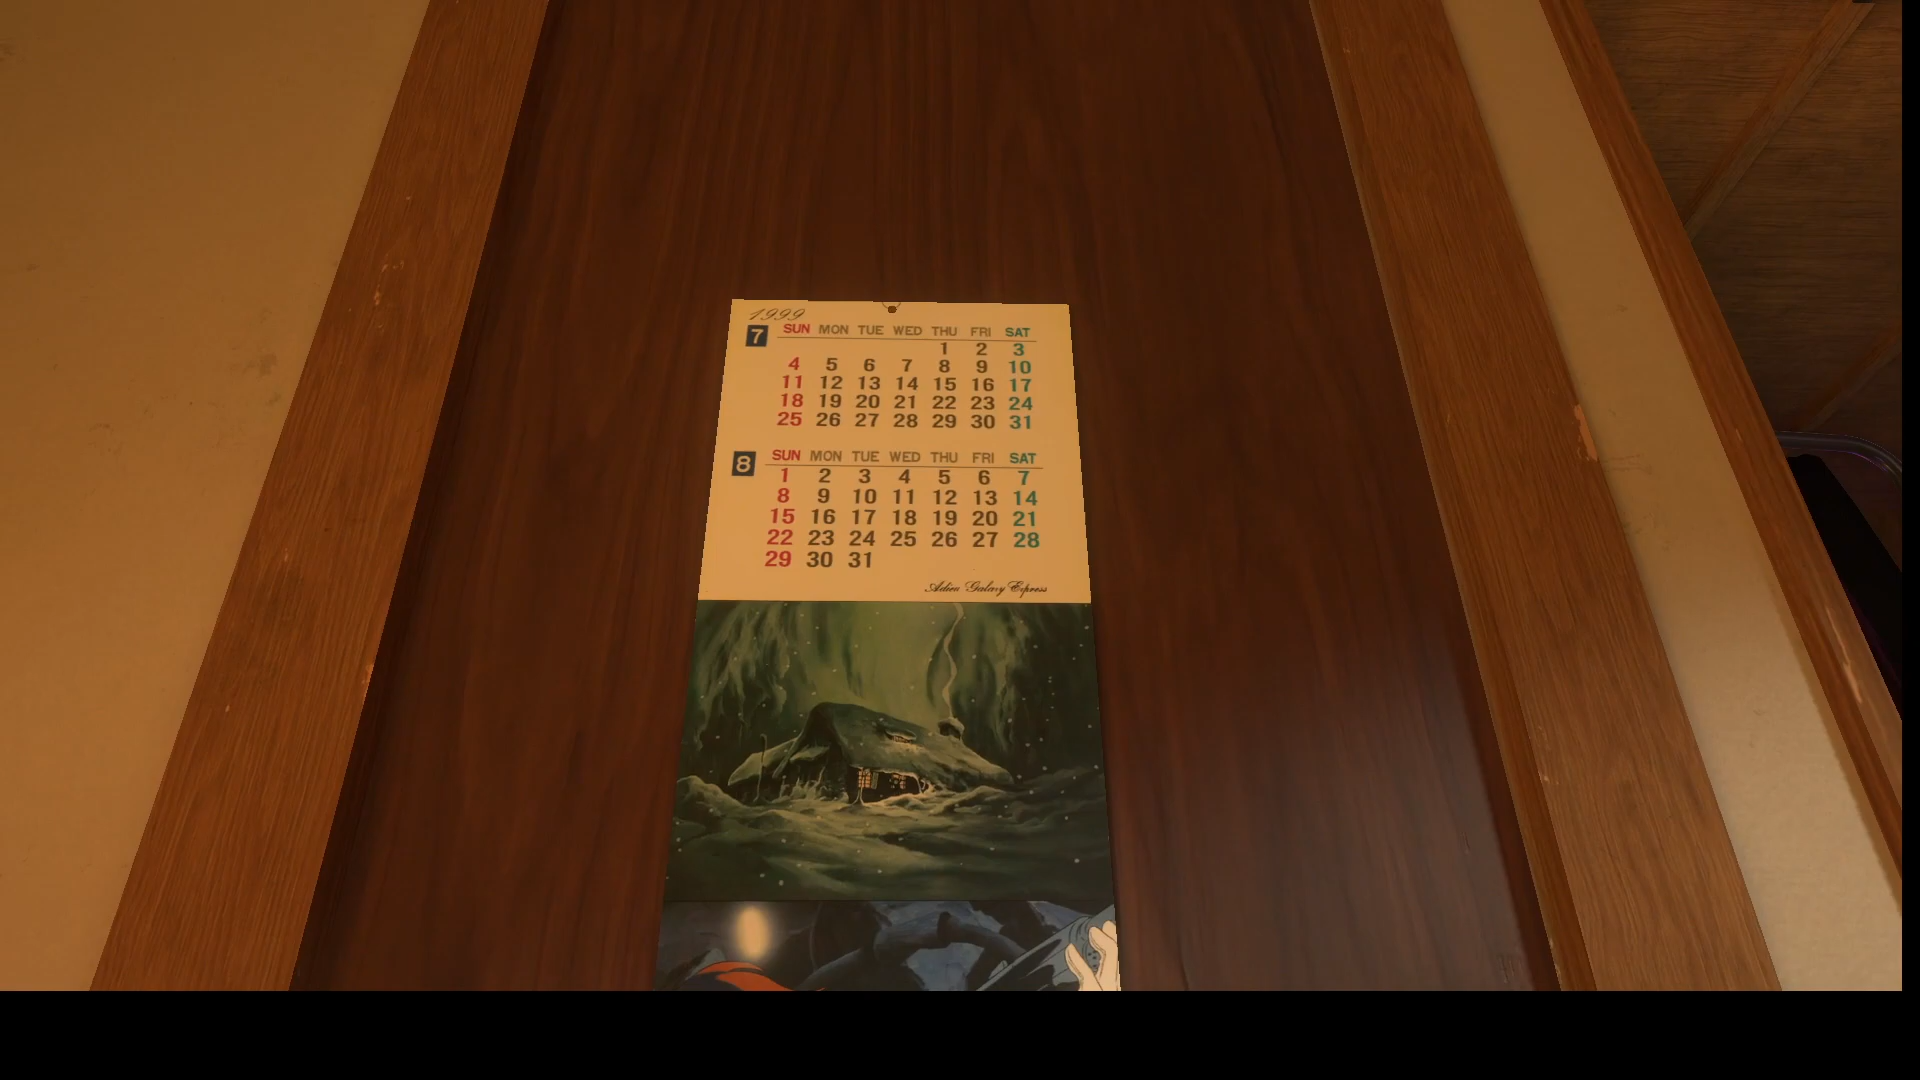 1999
7 SUN MON TUE WED THU FRI SAT
1 2 3
4 5 6 7 8 9 10
11 12 13 14 15 16 17
18 19 20 21 22 23 24
25 26 27 28 29 30 31
8 SUN MON TUE WED THU FRI SAT
1 2 3 4 5 6 7
8 9 10 11 12 13 14
15 16 17 18 19 20 21
22 23 24 25 26 27 28
29 30 31
Adieu Galaxy Express